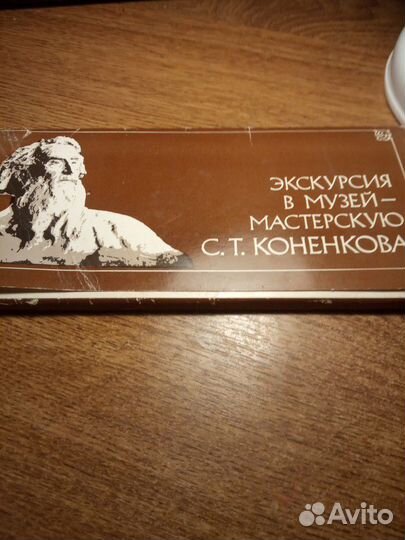 ЭКСКУРСИЯ
В МУЗЕЙ—
МАСТЕРСКУЮ
С.Т. КОНЕНКОВА
Avito